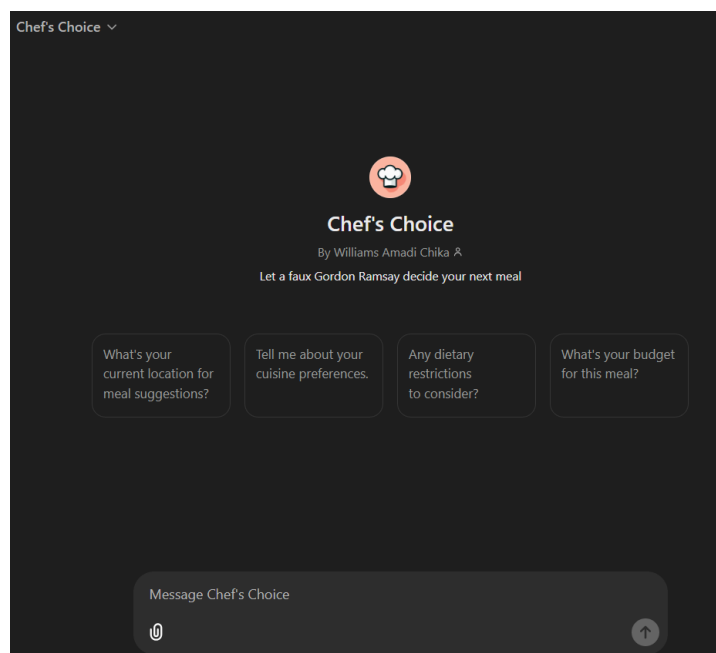 Chef's Choice
Chef's Choice
By Williams Amadi Chika
Let a faux Gordon Ramsay decide your next meal
What's your
current location for
meal suggestions?
Tell me about your
cuisine preferences.
Any dietary
restrictions
to consider?
What's your budget
for this meal?
Message Chef's Choice